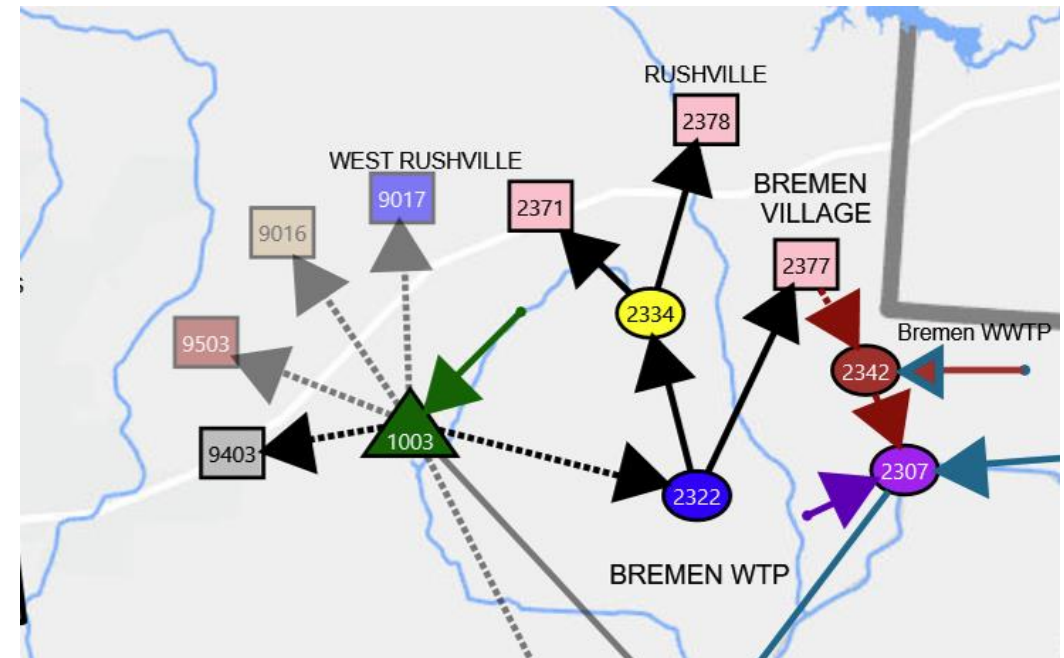 RUSHVILLE
2378
WEST RUSHVILLE
9017
2371
BREMEN
VILLAGE
9016
2377
2334
9503
Bremen WWTP
2342
1003
9403
2307
2322
BREMEN WTP